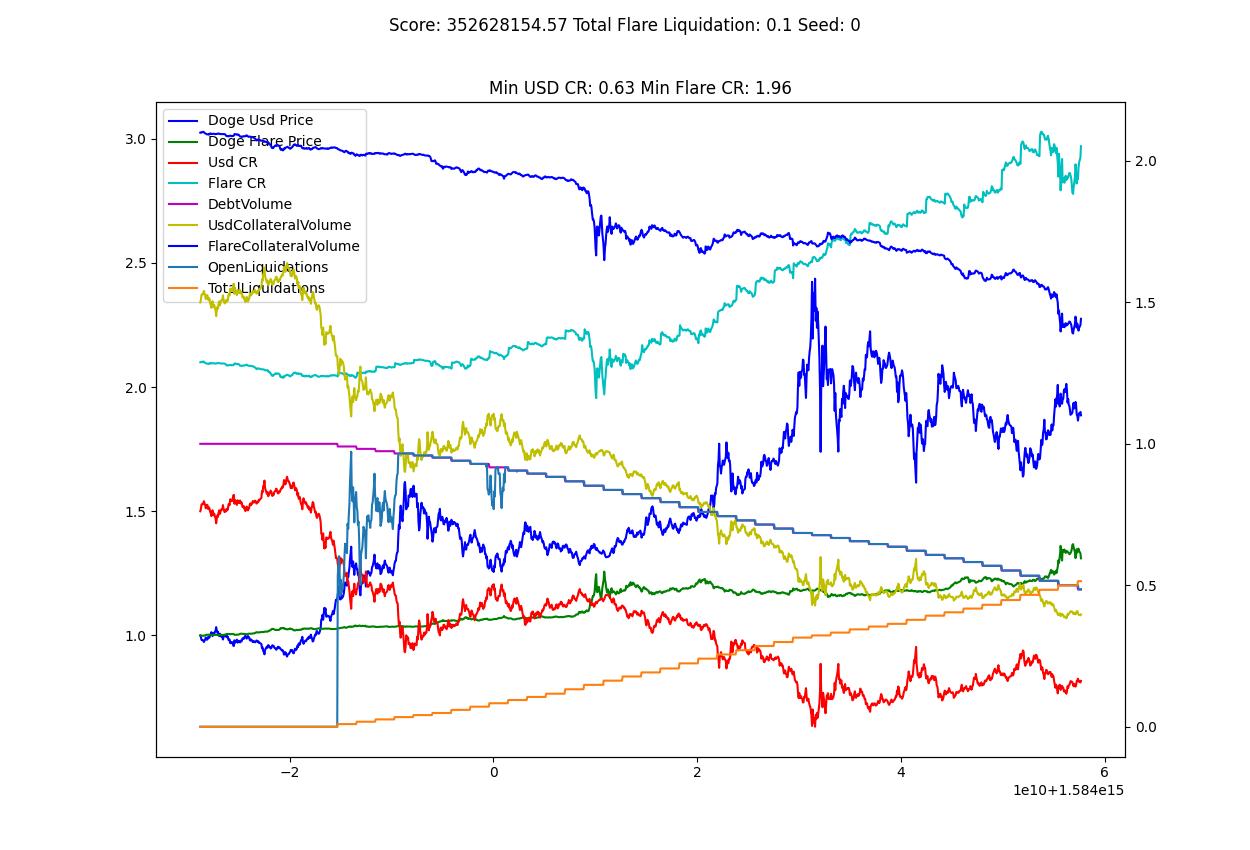 Score: 352628154.57 Total Flare Liquidation: 0.1 Seed: 0
Min USD CR: 0.63 Min Flare CR: 1.96
Doge Usd Price
Doge Flare Price
Usd CR
Flare CR
DebtVolume
UsdCollateralVolume
FlareCollateralVolume
OpenLiquidations
TotalLiquidations
3.0
2.5
2.0
1.5
1.0
2.0
1.5
1.0
0.5
0.0
−2
0
2
4
6
1e10+1.584e15